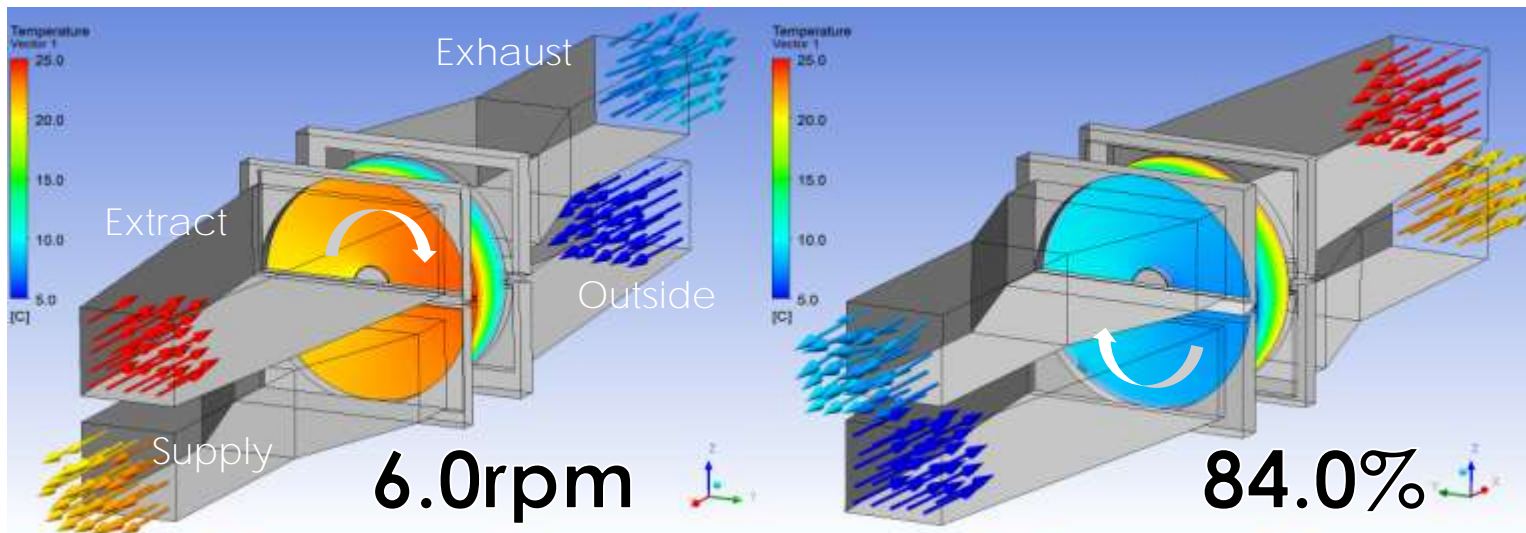 Temperature
Vector 1
25.0
20.0
15.0
10.0
5.0
[C]
Exhaust
Extract
Outside
Supply
6.0rpm
Z
Y
Temperature
Vector 1
25.0
20.0
15.0
10.0
5.0
[C]
84.0%
Z
Y
X